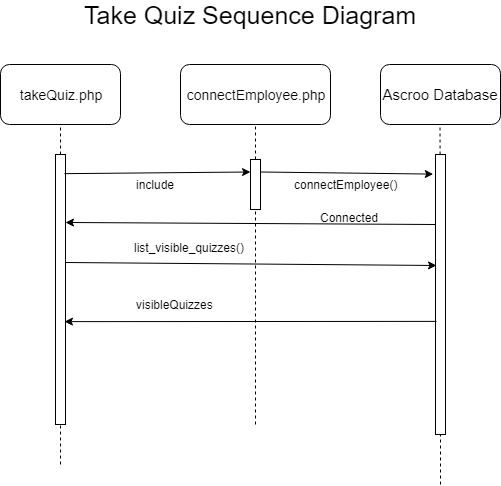 Take Quiz Sequence Diagram
takeQuiz.php
connectEmployee.php
Ascroo Database
include
connectEmployee()
Connected
list_visible_quizzes()
visibleQuizzes